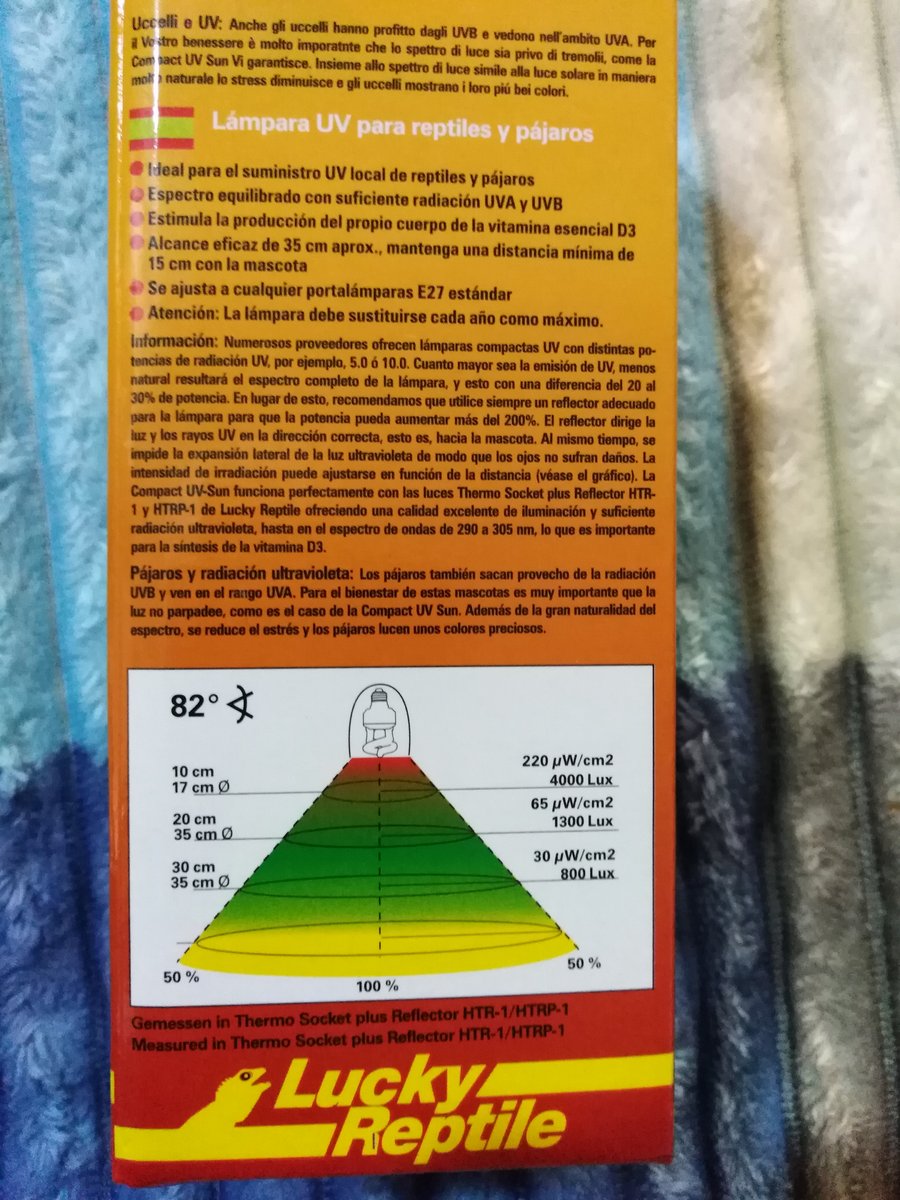 Uccelli e UV: Anche gli uccelli hanno profitto dagli UVB e vedono nell'ambito UVA. Per
il Vostro benessere è molto imporatnte che lo spettro di luce sia privo di tremolii, come la
Compact UV Sun Vi garantisce. Insieme allo spettro di luce simile alla luce solare in maniera
molto naturale lo stress diminuisce e gli uccelli mostrano i loro piú bei colori.
Lámpara UV para reptiles y pájaros
Ideal para el suministro UV local de reptiles y pájaros
Espectro equilibrado con suficiente radiación UVA y UVB
Estimula la producción del propio cuerpo de la vitamina esencial D3
Alcance eficaz de 35 cm aprox., mantenga una distancia mínima de
15 cm con la mascota
Se ajusta a cualquier portalámparas E27 estándar
Atención: La lámpara debe sustituirse cada año como máximo.
Información: Numerosos proveedores ofrecen lámparas compactas UV con distintas po-
tencias de radiación UV, por ejemplo, 5.0 ó 10.0. Cuanto mayor sea la emisión de UV, menos
natural resultará el espectro completo de la lámpara, y esto con una diferencia del 20 al
30% de potencia. En lugar de esto, recomendamos que utilice siempre un reflector adecuado
para la lámpara para que la potencia pueda aumentar más del 200%. El reflector dirige la
luz y los rayos UV en la dirección correcta, esto es, hacia la mascota. Al mismo tiempo, se
impide la expansión lateral de la luz ultravioleta de modo que los ojos no sufran daños. La
intensidad de irradiación puede ajustarse en función de la distancia (véase el gráfico). La
Compact UV-Sun funciona perfectamente con las luces Thermo Socket plus Reflector HTR-
1 y HTRP-1 de Lucky Reptile ofreciendo una calidad excelente de iluminación y suficiente
radiación ultravioleta, hasta en el espectro de ondas de 290 a 305 nm, lo que es importante
para la síntesis de la vitamina D3.
Pájaros y radiación ultravioleta: Los pájaros también sacan provecho de la radiación
UVB y ven en el rango UVA. Para el bienestar de estas mascotas es muy importante que la
luz no parpadee, como es el caso de la Compact UV Sun. Además de la gran naturalidad del
espectro, se reduce el estrés y los pájaros lucen unos colores preciosos.
82°
10 cm 220 µW/cm2
17 cm Ø 4000 Lux
20 cm 65 µW/cm2
35 cm Ø 1300 Lux
30 cm 30 µW/cm2
35 cm Ø 800 Lux
50 % 100 % 50 %
Gemessen in Thermo Socket plus Reflector HTR-1/HTRP-1
Measured in Thermo Socket plus Reflector HTR-1/HTRP-1
Lucky
Reptile